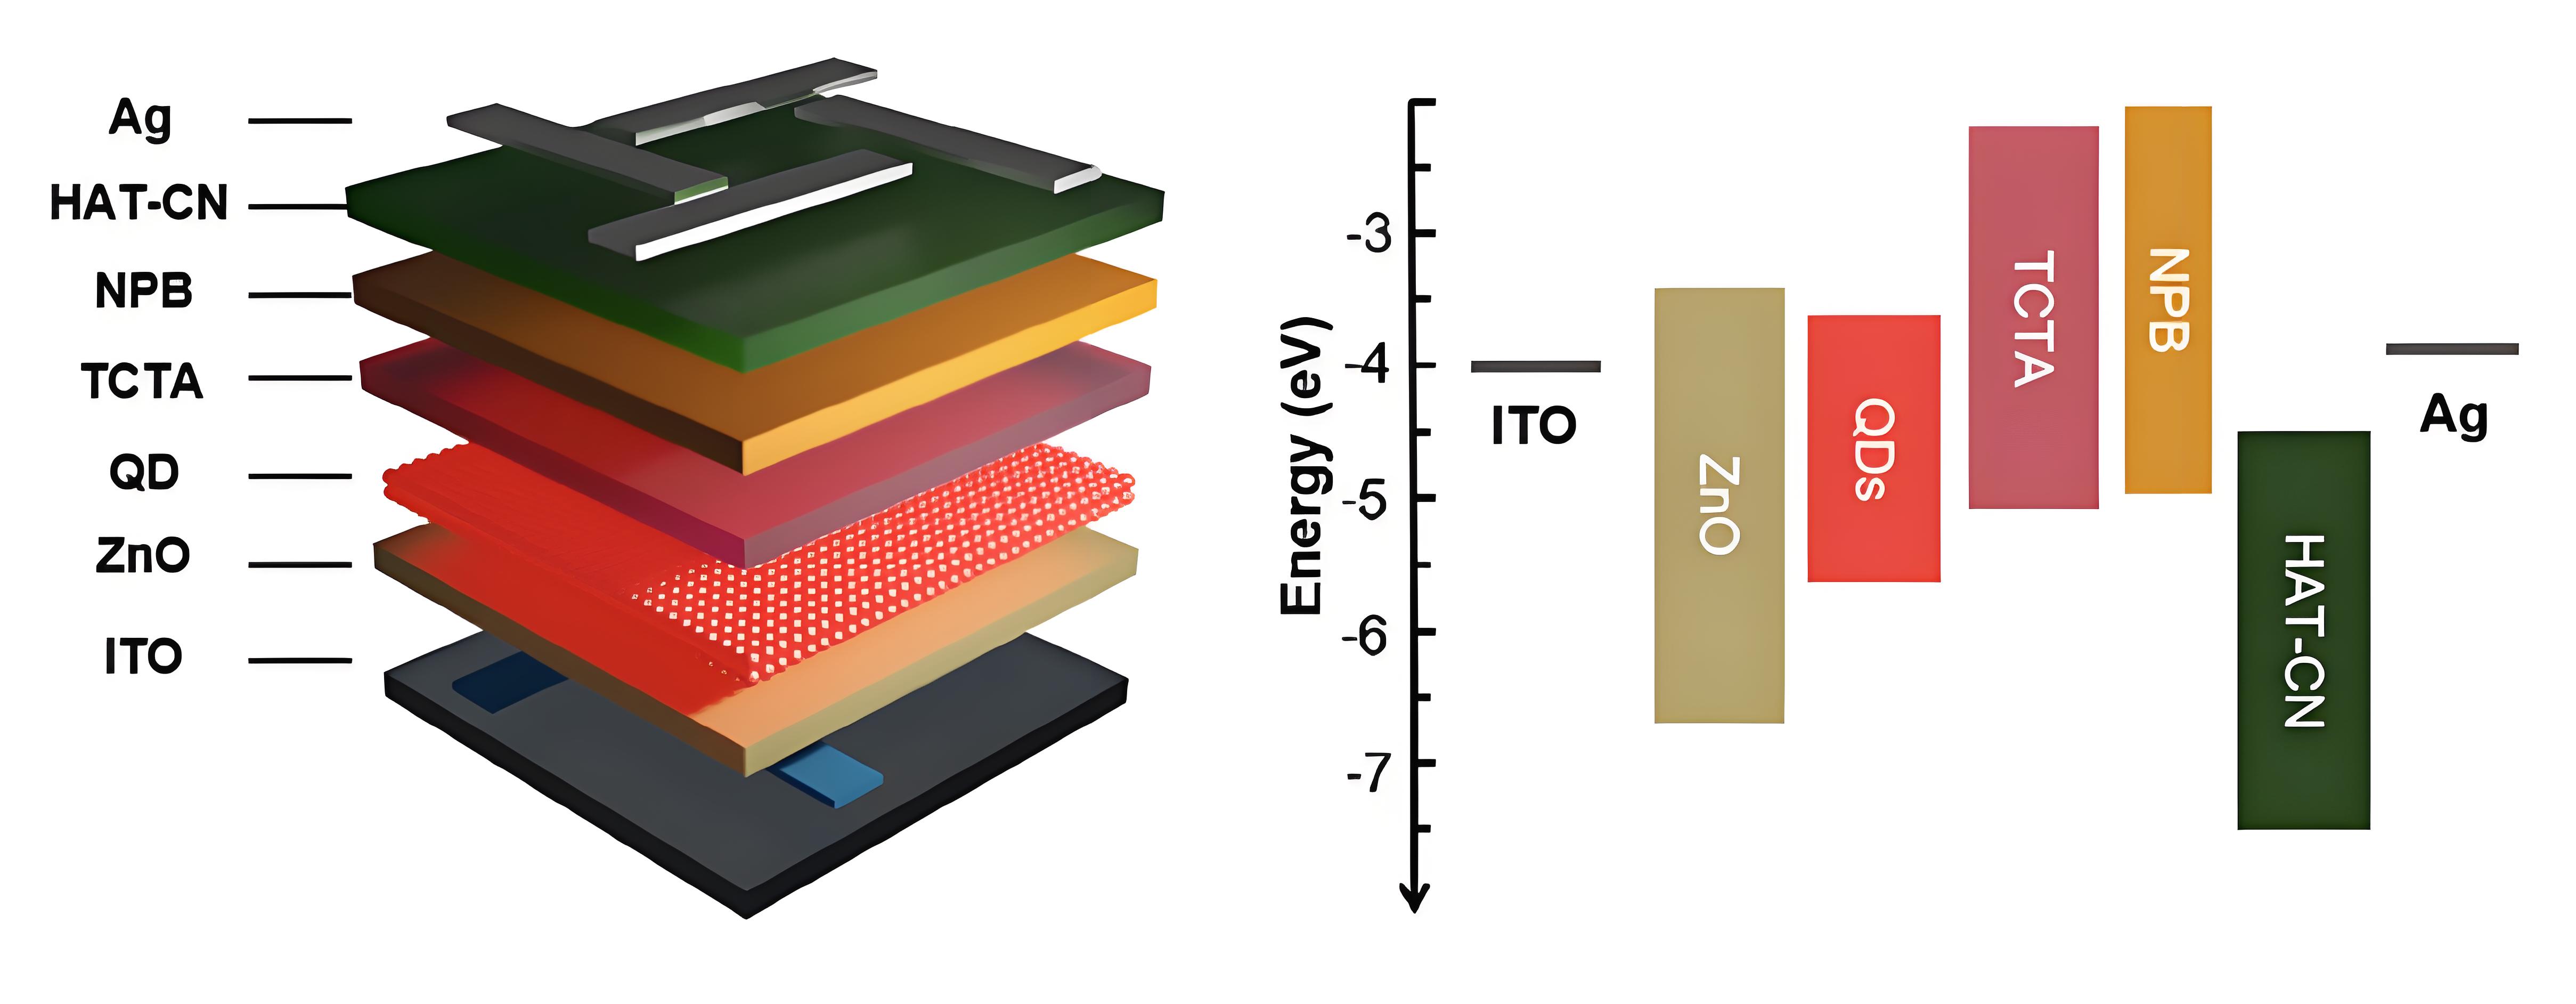 Ag
HAT-CN
NPB
TCTA
QD
ZnO
ITO
Energy (eV)
-3
-4
-5
-6
-7
ITO
ZnO
QDs
TCTA
NPB
HAT-CN
Ag